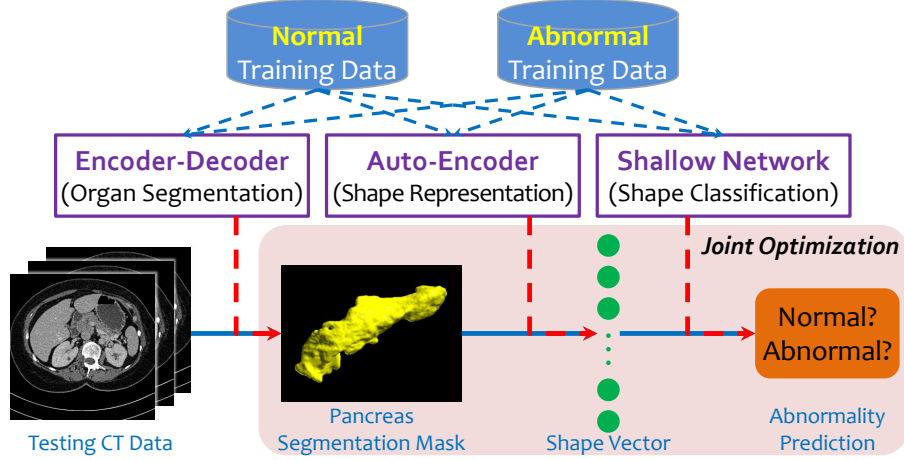 Normal
Training Data
Abnormal
Training Data
Encoder-Decoder
(Organ Segmentation)
Auto-Encoder
(Shape Representation)
Shallow Network
(Shape Classification)
Joint Optimization
Normal?
Abnormal?
Testing CT Data
Pancreas
Segmentation Mask
Shape Vector
Abnormality
Prediction